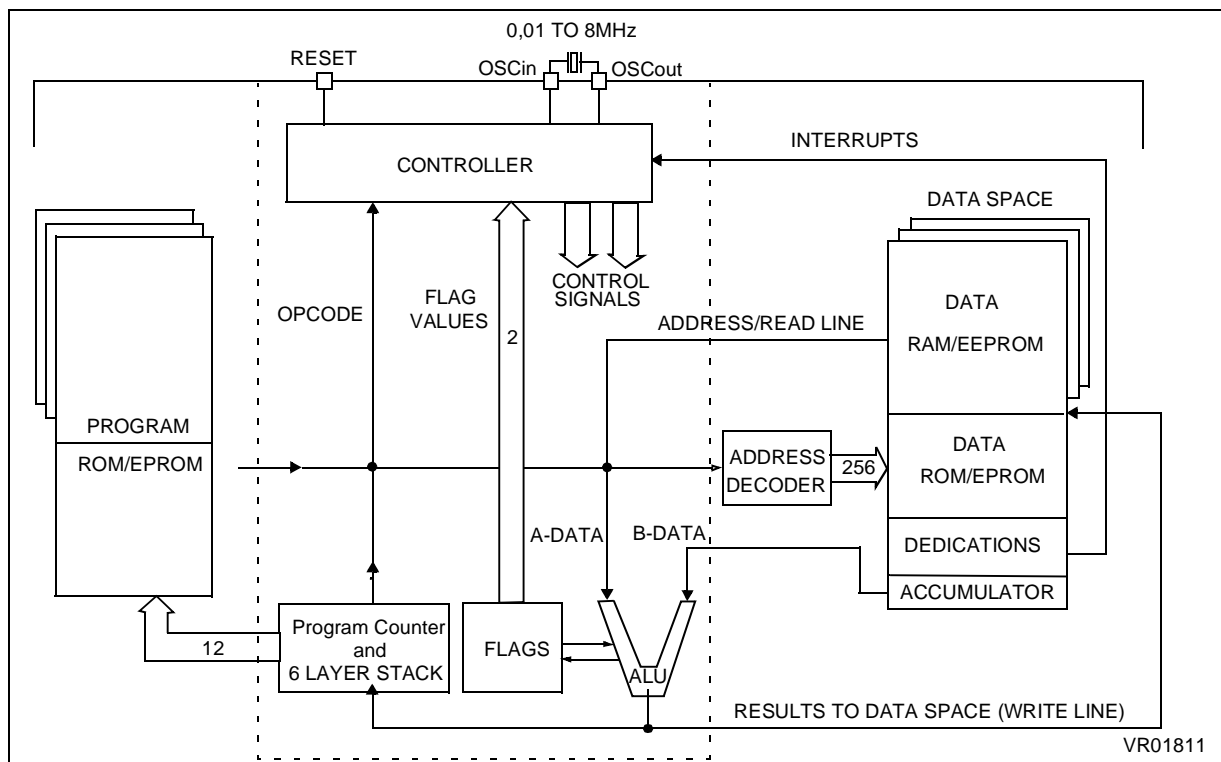 0,01 TO 8MHz
RESET
OSCin
OSCout
CONTROLLER
INTERRUPTS
DATA SPACE
OPCODE
FLAG
VALUES
2
CONTROL
SIGNALS
ADDRESS/READ LINE
DATA
RAM/EEPROM
PROGRAM
ROM/EPROM
ADDRESS
DECODER
256
DATA
ROM/EPROM
A-DATA
B-DATA
DEDICATIONS
ACCUMULATOR
12
Program Counter
and
6 LAYER STACK
FLAGS
ALU
RESULTS TO DATA SPACE (WRITE LINE)
VR01811